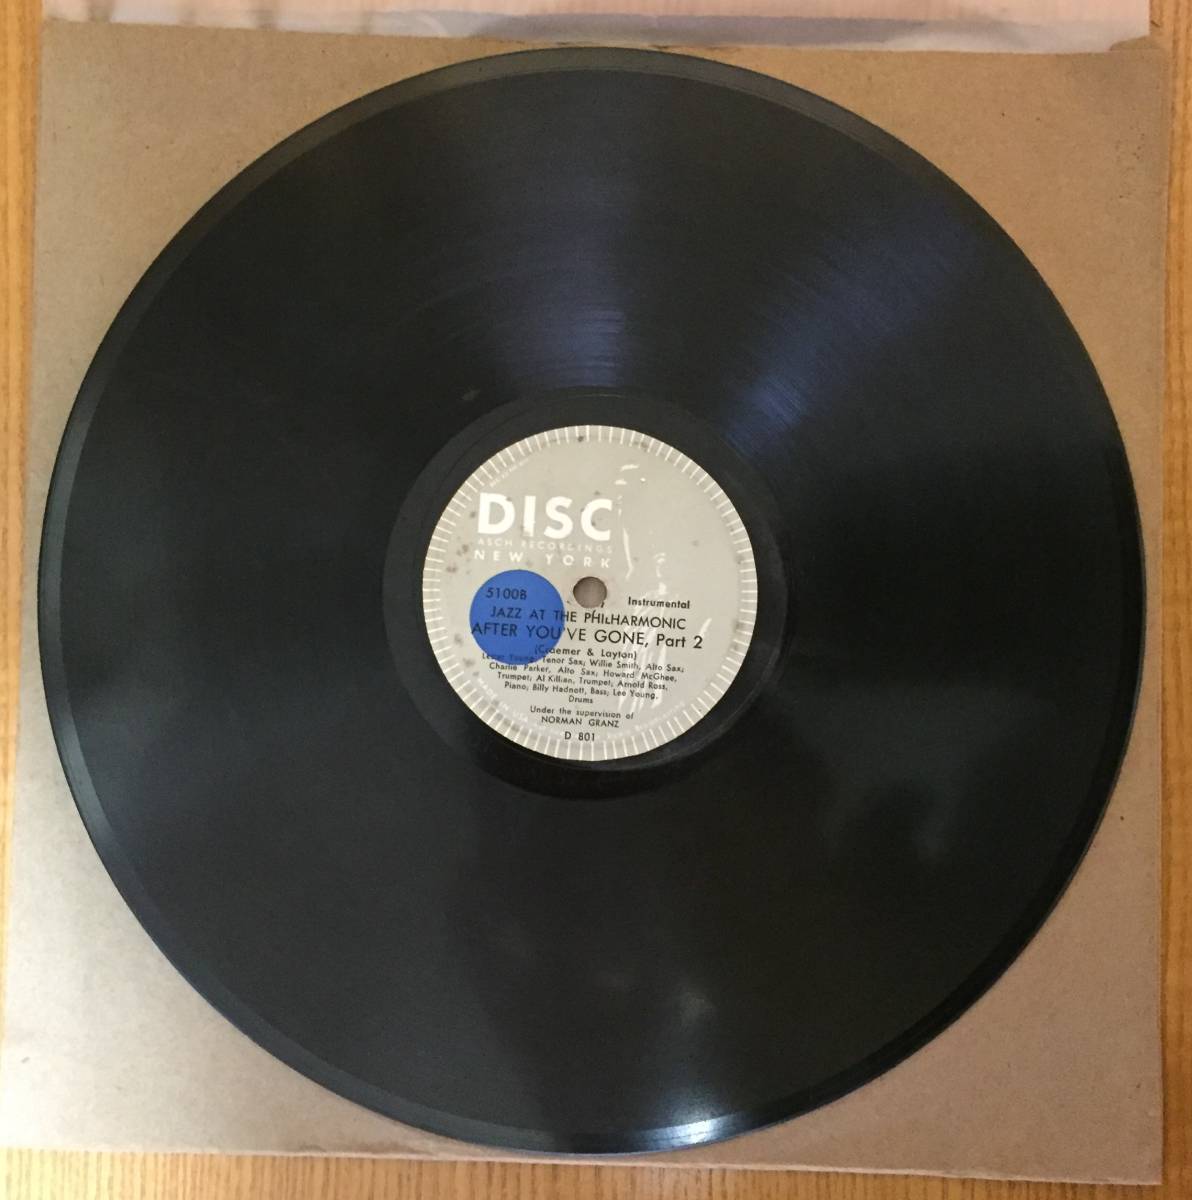 DISC
ASCH RECORDINGS
NEW YORK
5100B
Instrumental
JAZZ AT THE PHILHARMONIC
AFTER YOU'VE GONE, Part 2
(Craemer & Layton)
Lester Young, Tenor Sax; Willie Smith, Alto Sax;
Charlie Parker, Alto Sax; Howard McGhee,
Trumpet; Al Killian, Trumpet; Arnold Ross,
Piano; Billy Hadnott, Bass; Lee Young,
Drums
Under the supervision of
NORMAN GRANZ
D 801